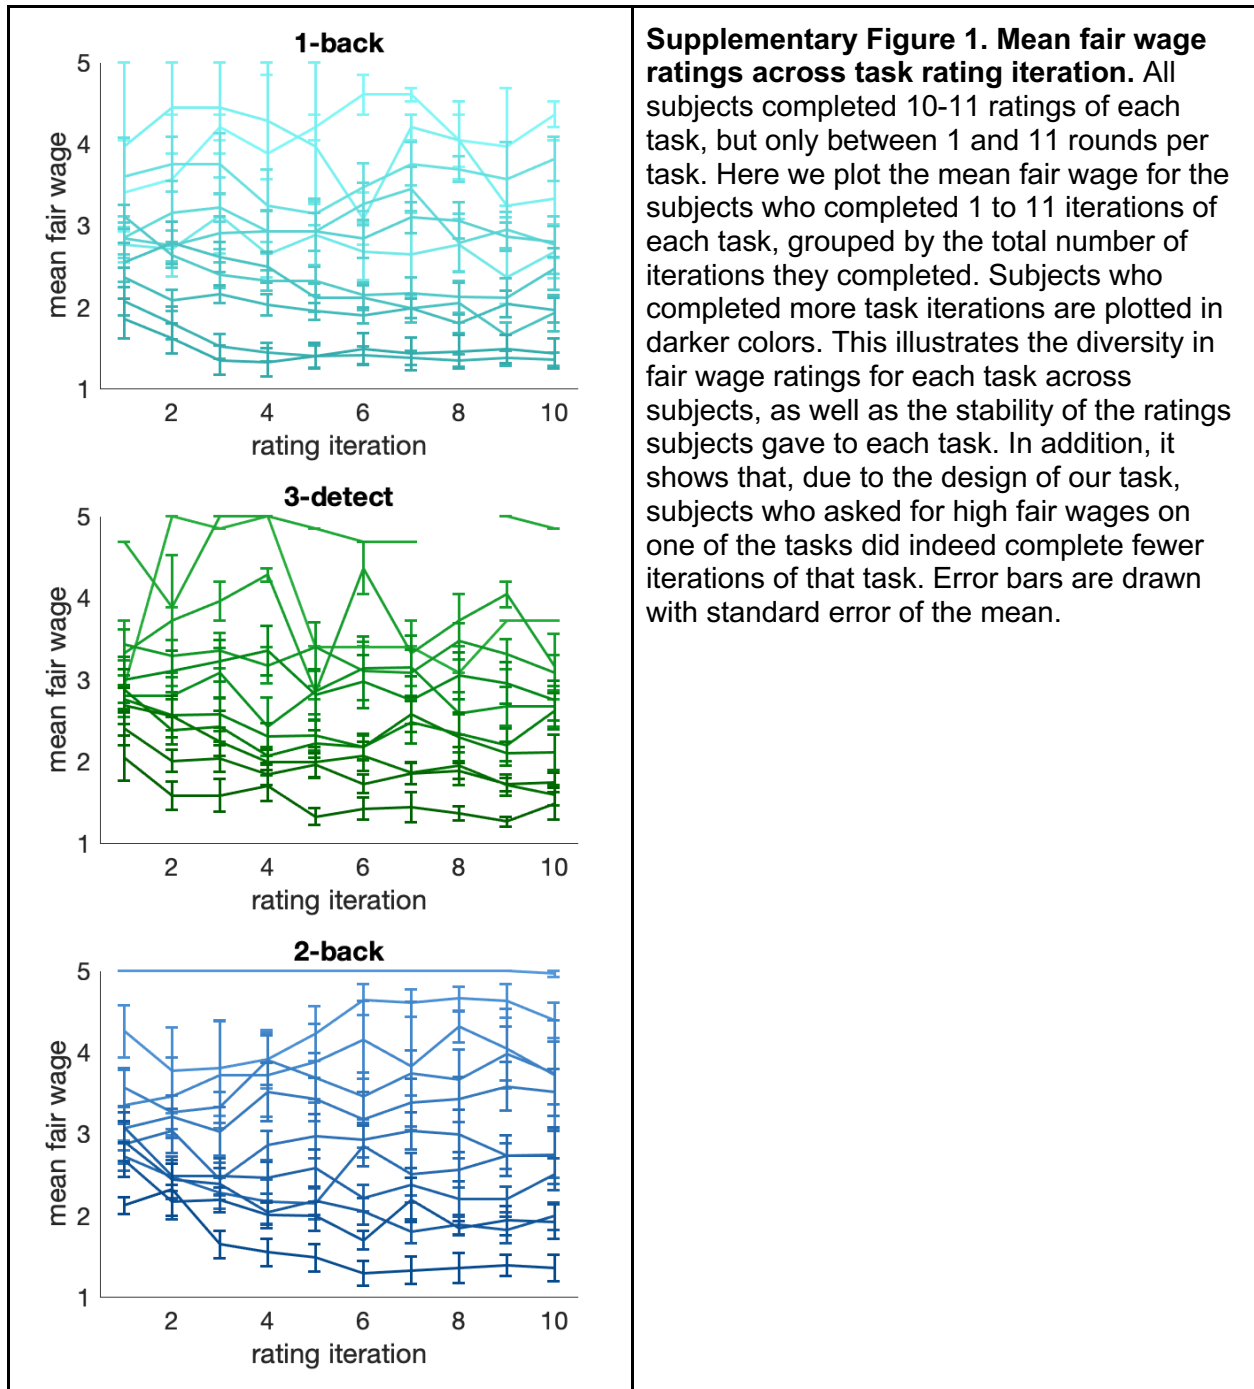 1-back
5
4
3
2
1
mean fair wage
2 4 6 8 10
rating iteration
3-detect
5
4
3
2
1
mean fair wage
2 4 6 8 10
rating iteration
2-back
5
4
3
2
1
mean fair wage
2 4 6 8 10
rating iteration
Supplementary Figure 1. Mean fair wage
ratings across task rating iteration. All
subjects completed 10-11 ratings of each
task, but only between 1 and 11 rounds per
task. Here we plot the mean fair wage for the
subjects who completed 1 to 11 iterations of
each task, grouped by the total number of
iterations they completed. Subjects who
completed more task iterations are plotted in
darker colors. This illustrates the diversity in
fair wage ratings for each task across
subjects, as well as the stability of the ratings
subjects gave to each task. In addition, it
shows that, due to the design of our task,
subjects who asked for high fair wages on
one of the tasks did indeed complete fewer
iterations of that task. Error bars are drawn
with standard error of the mean.